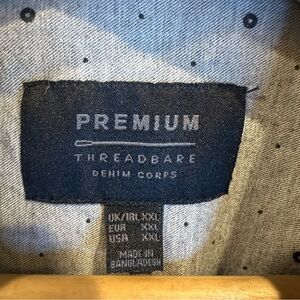 PREMIUM
THREADBARE
DENIM CORPS
UK/IRL XXL
EUR XXL
USA XXL
MADE IN
BANGLADESH